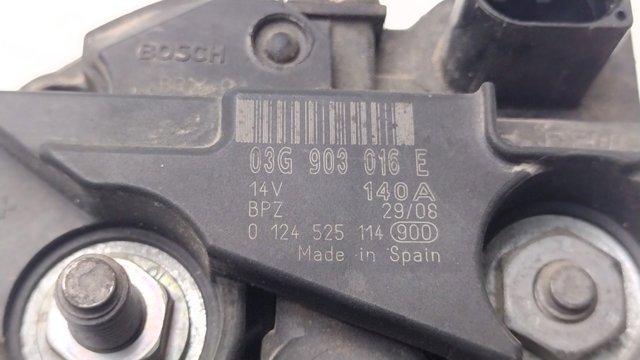 BOSCH
03G 903 016 E
14V 140A
BPZ 29/08
0 124 525 114 900
Made in Spain